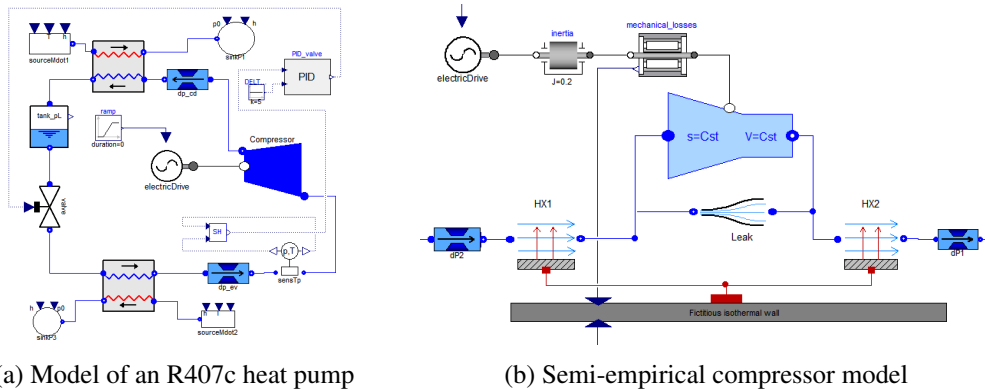 p0
h
T
h
sourceMdot1
sinkP1
PID_valve
PID
DELT
k=5
dp_cd
tank_pL
ramp
duration=0
Compressor
electricDrive
valve
SH
p,T
dp_ev
sensTp
h
p0
h
T
sinkP3
sourceMdot2
(a) Model of an R407c heat pump
electricDrive
inertia
J=0.2
mechanical_losses
s=Cst
V=Cst
HX1
Leak
HX2
dP2
dP1
Fictitious isothermal wall
(b) Semi-empirical compressor model